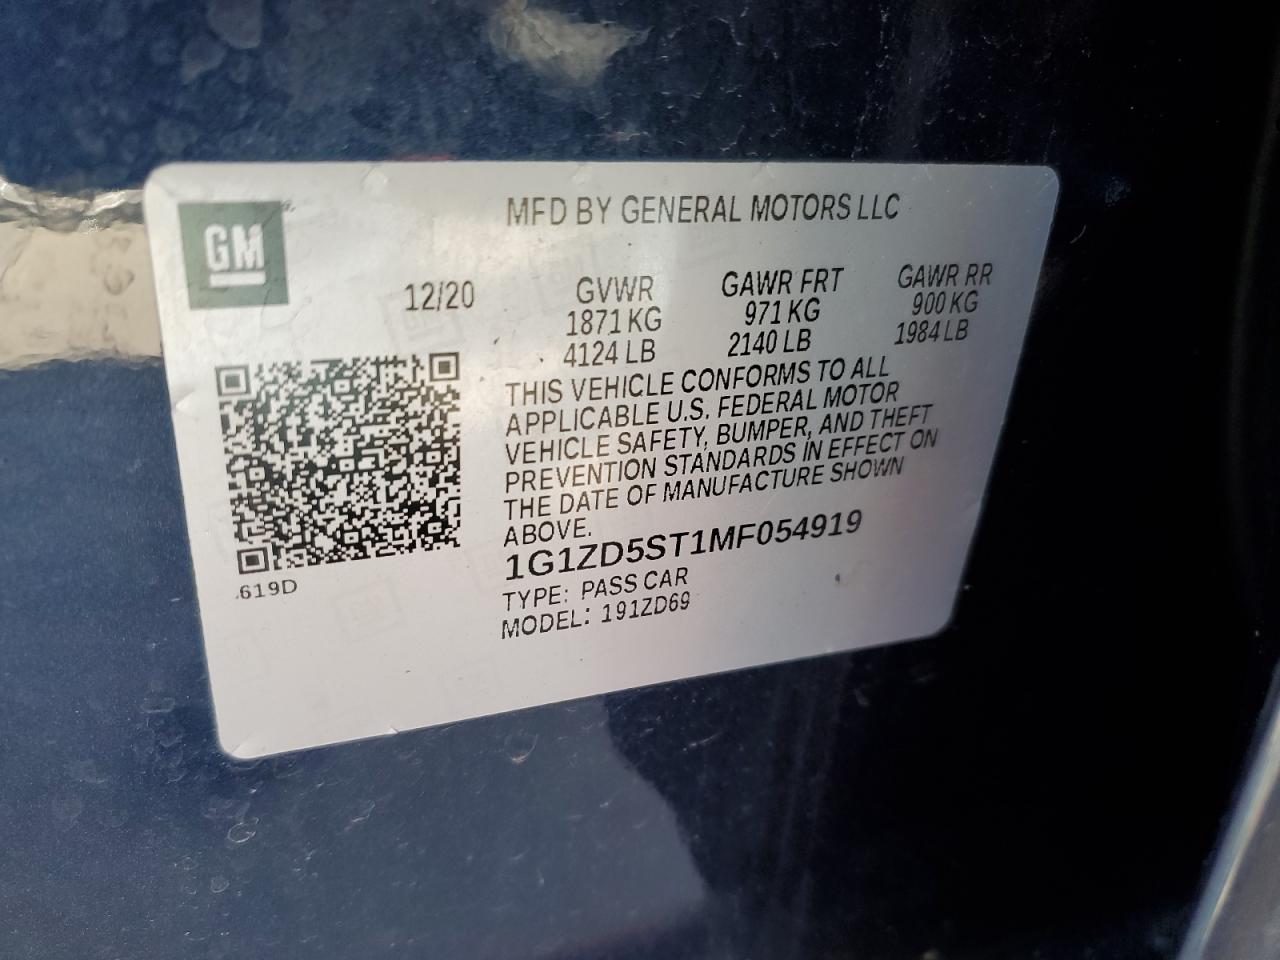 GM
MFD BY GENERAL MOTORS LLC
12/20
GVWR
1871 KG
4124 LB
GAWR FRT
971 KG
2140 LB
GAWR RR
900 KG
1984 LB
THIS VEHICLE CONFORMS TO ALL
APPLICABLE U.S. FEDERAL MOTOR
VEHICLE SAFETY, BUMPER, AND THEFT
PREVENTION STANDARDS IN EFFECT ON
THE DATE OF MANUFACTURE SHOWN
ABOVE.
1G1ZD5ST1MF054919
TYPE: PASS CAR
MODEL: 191ZD69
619D